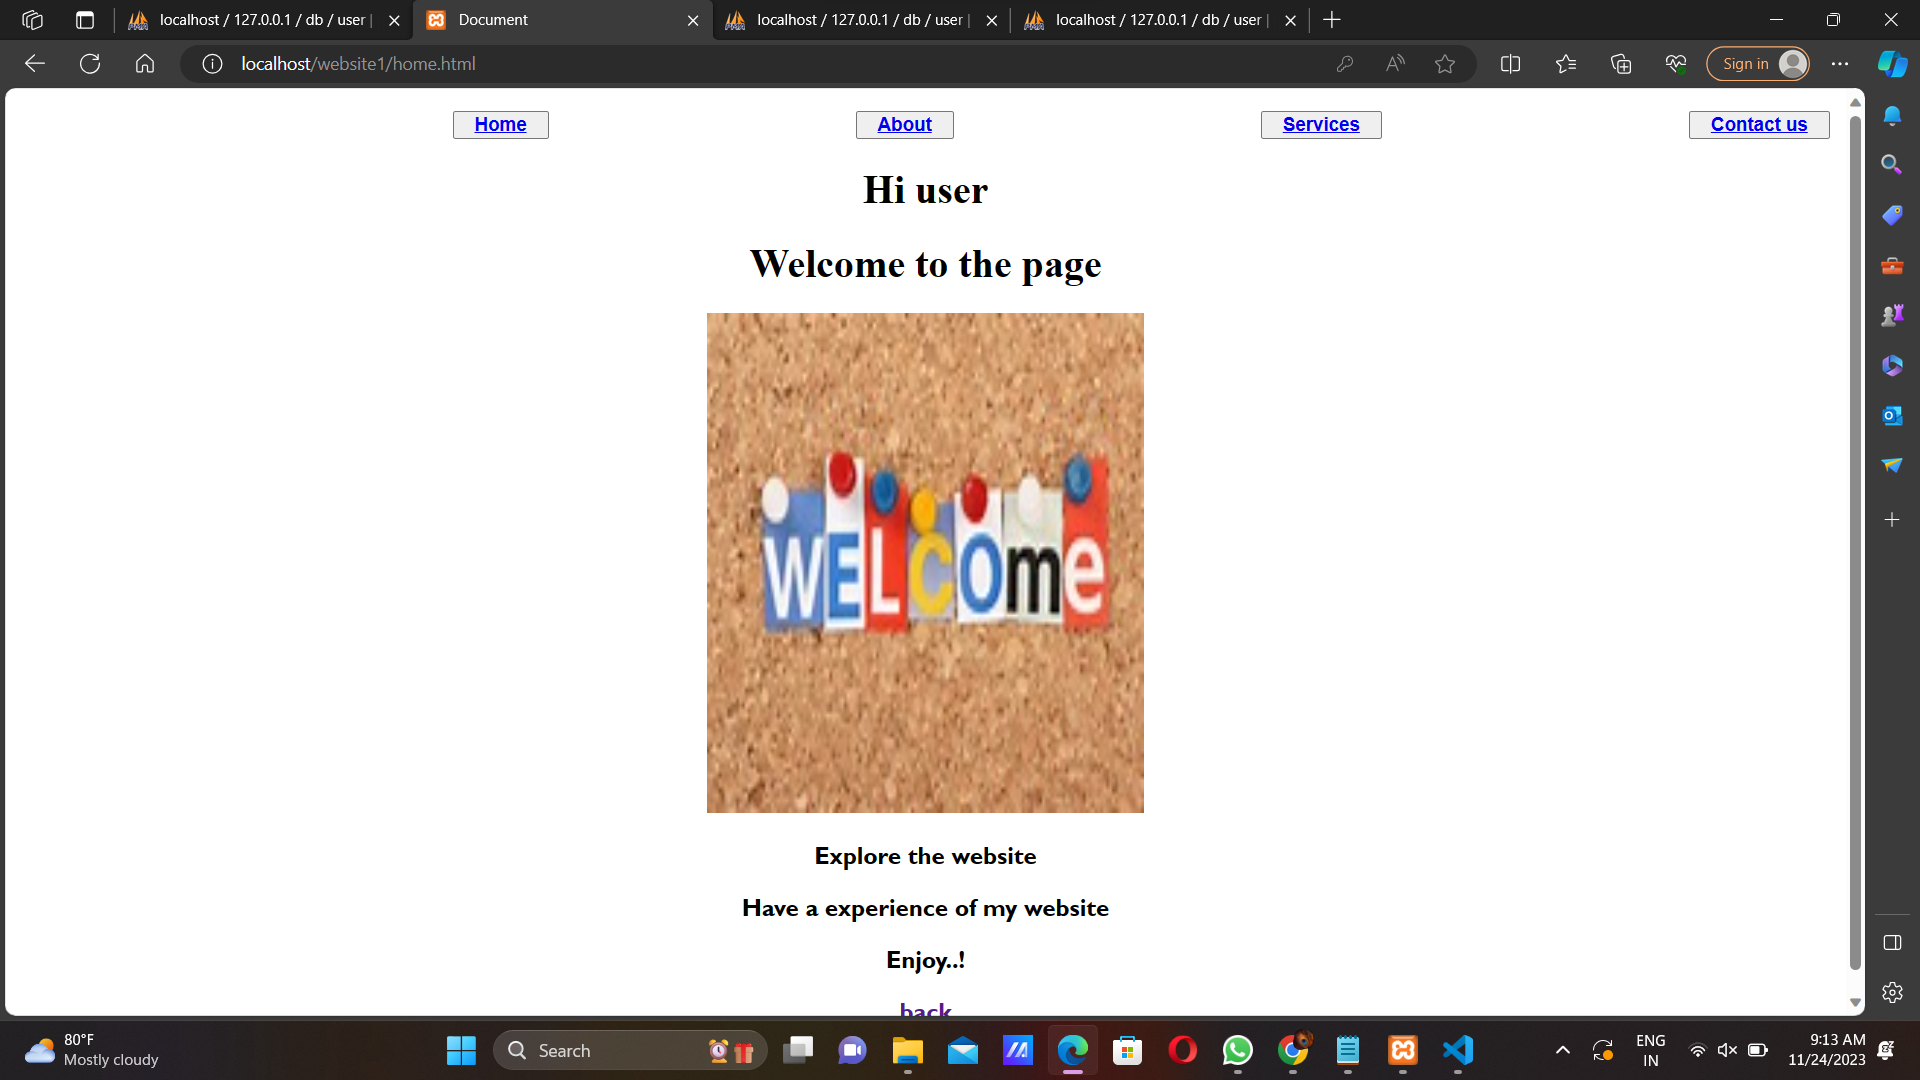 localhost / 127.0.0.1 / db / user |
Document
localhost / 127.0.0.1 / db / user |
localhost / 127.0.0.1 / db / user |
localhost/website1/home.html
Sign in
Home
About
Services
Contact us
Hi user
Welcome to the page
WELCOme
Explore the website
Have a experience of my website
Enjoy..!
back
80°F
Mostly cloudy
Search
ENG
IN
9:13 AM
11/24/2023